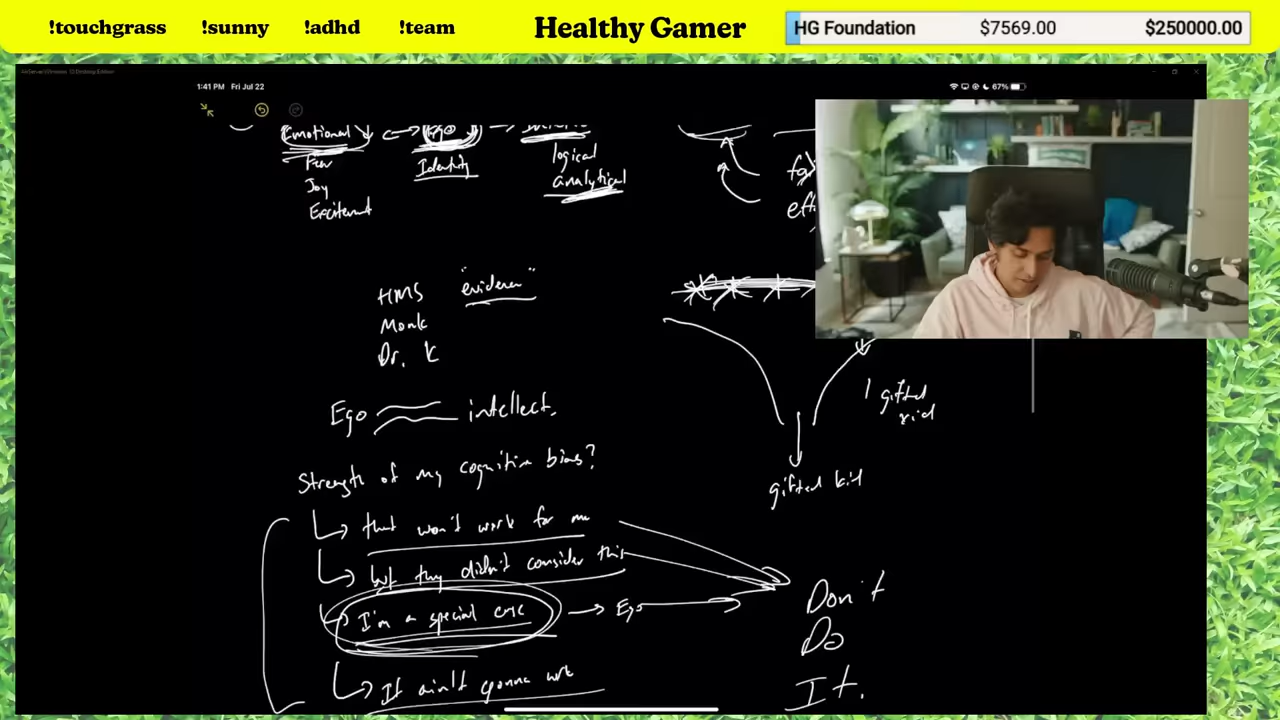 !touchgrass !sunny !adhd !team
Healthy Gamer
HG Foundation $7569.00 $250000.00
1:41 PM Fri Jul 22
67%
Emotional Ego
Fear Identity logical
Joy analytical
Excitement
HMS "evidence"
Monk
Dr. K
1 gifted kid
Ego intellect.
gifted kid
Strength of my cognitive bias?
that won't work for me
but they didn't consider this
I'm a special case Ego
It ain't gonna work
Don't
Do
It.